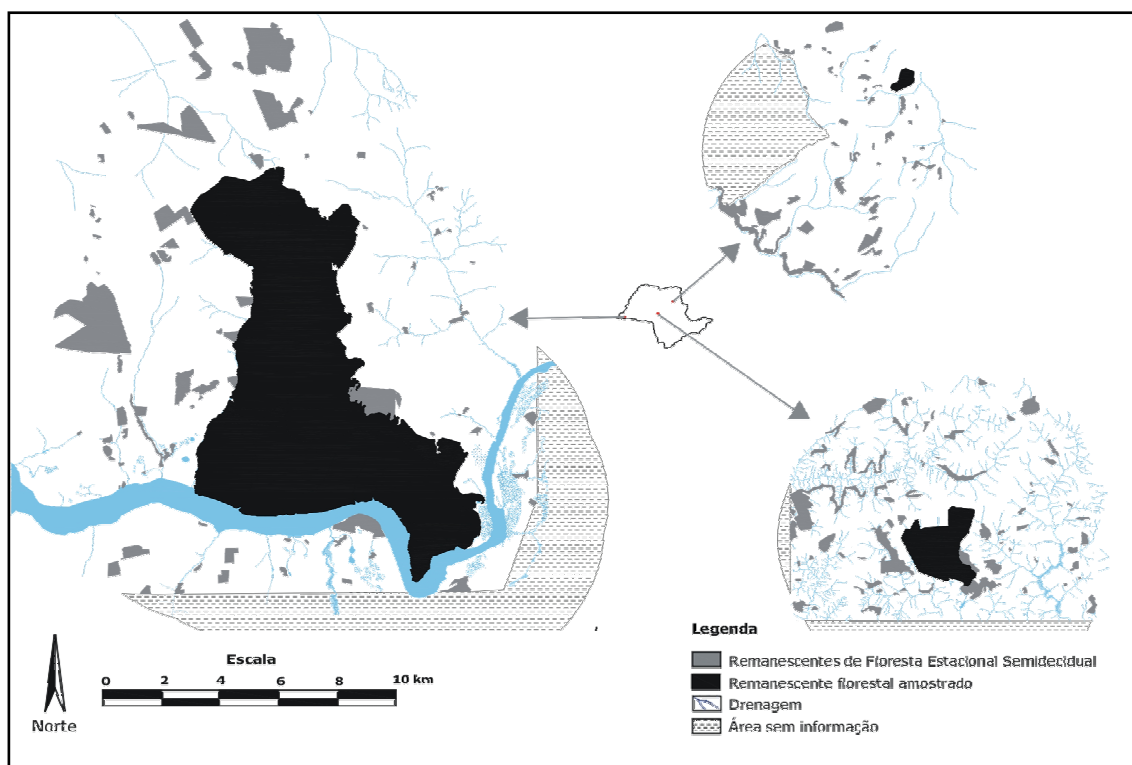 Norte
Escala
0 2 4 6 8 10 km
Legenda
Remanescentes de Floresta Estacional Semidecidual
Remanescente florestal amostrado
Drenagem
Área sem informação